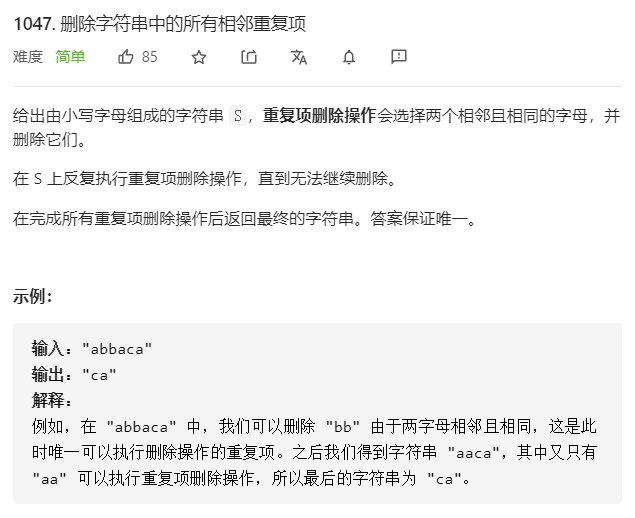 1047. 删除字符串中的所有相邻重复项
难度 简单 85
给出由小写字母组成的字符串 S，重复项删除操作会选择两个相邻且相同的字母，并
删除它们。
在 S 上反复执行重复项删除操作，直到无法继续删除。
在完成所有重复项删除操作后返回最终的字符串。答案保证唯一。
示例：
输入："abbaca"
输出："ca"
解释：
例如，在 "abbaca" 中，我们可以删除 "bb" 由于两字母相邻且相同，这是此
时唯一可以执行删除操作的重复项。之后我们得到字符串 "aaca"，其中又只有
"aa" 可以执行重复项删除操作，所以最后的字符串为 "ca"。